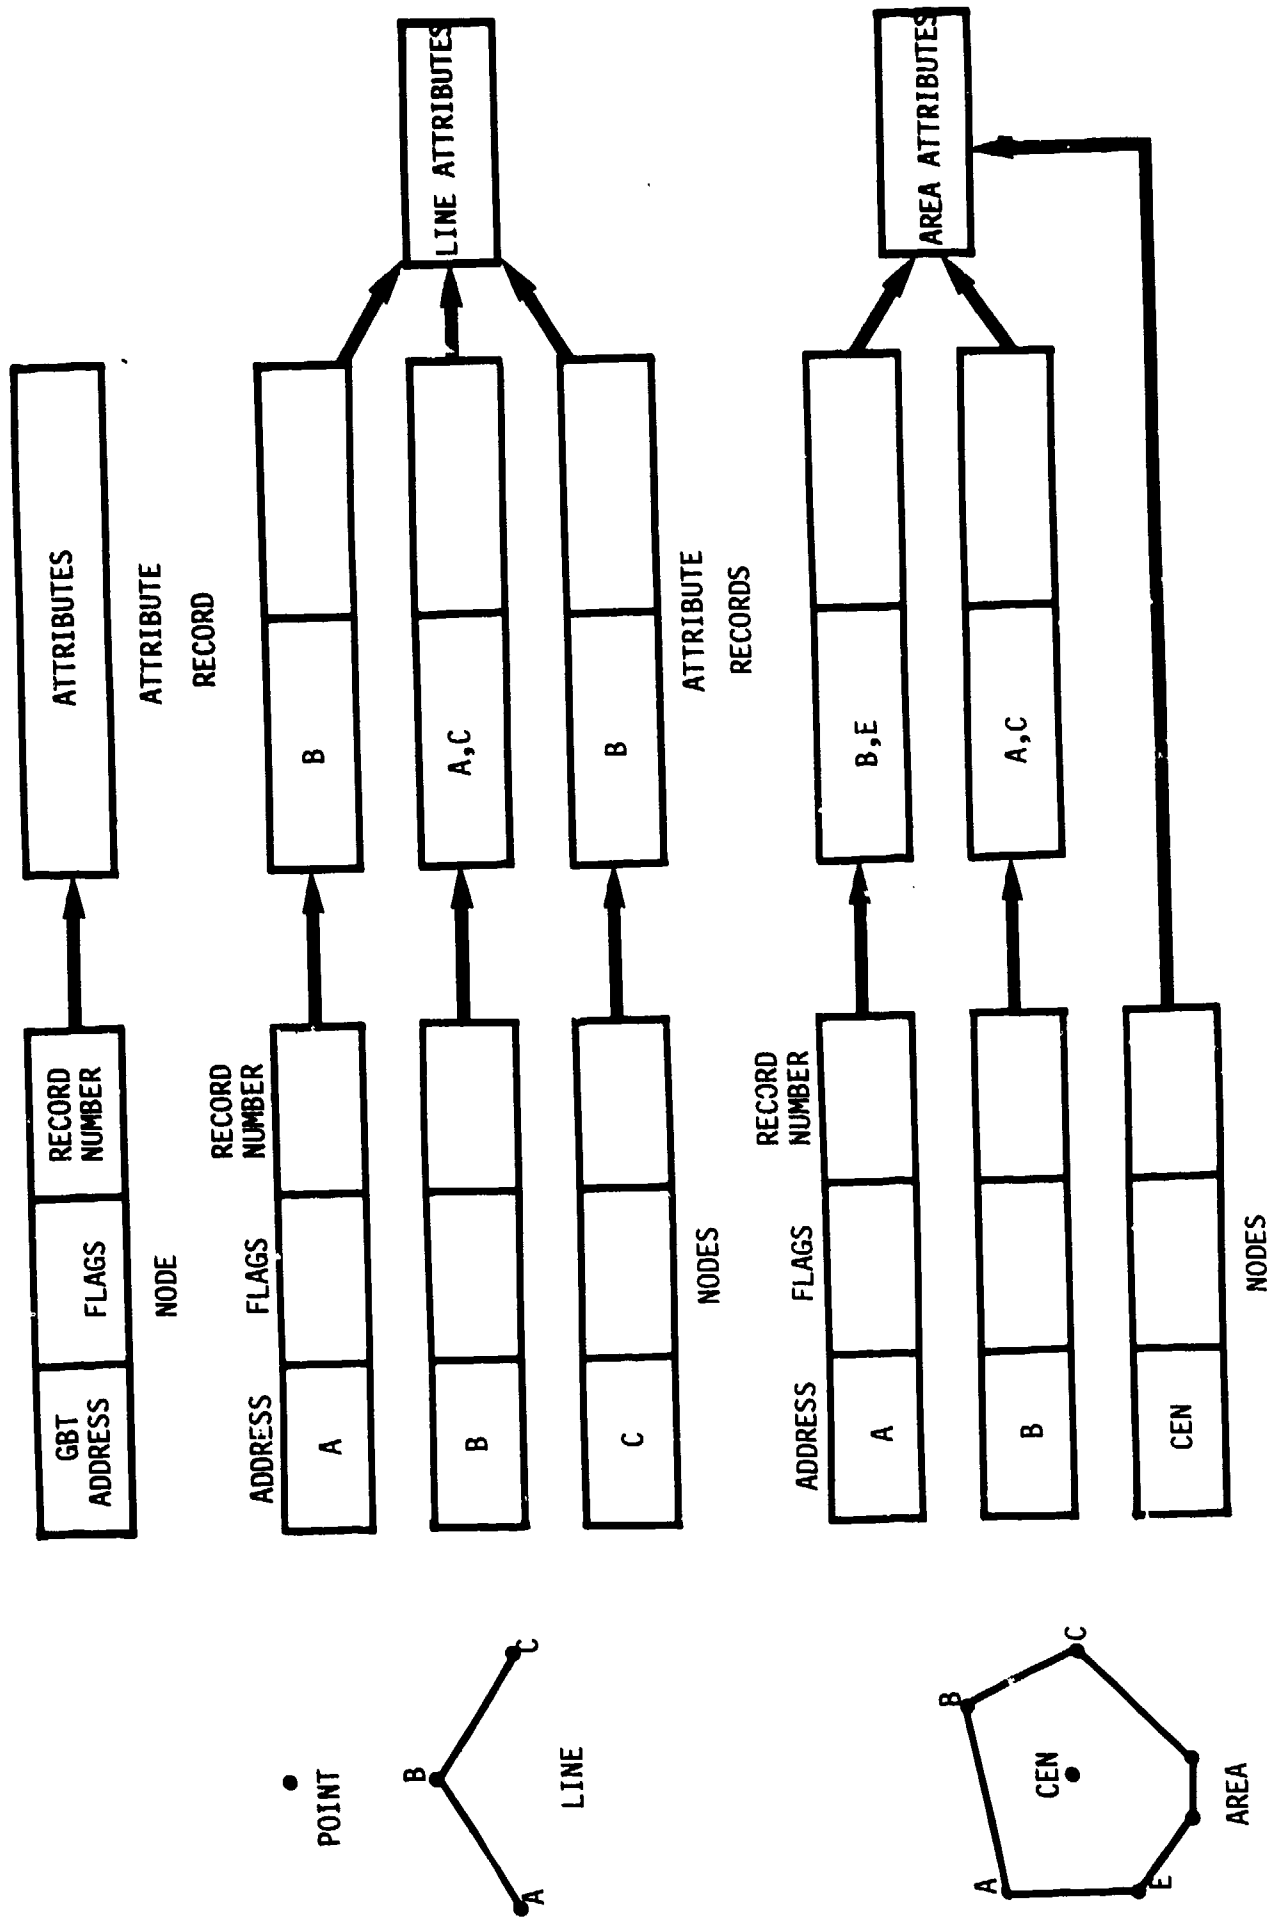 POINT
GBT
ADDRESS
FLAGS
RECORD
NUMBER
NODE
ATTRIBUTES
ATTRIBUTE
RECORD
A
B
C
LINE
ADDRESS
FLAGS
RECORD
NUMBER
A
B
LINE ATTRIBUTES
B
A,C
C
B
NODES
ATTRIBUTE
RECORDS
A
B
C
E
CEN
AREA
ADDRESS
FLAGS
RECORD
NUMBER
A
B,E
AREA ATTRIBUTES
B
A,C
CEN
NODES